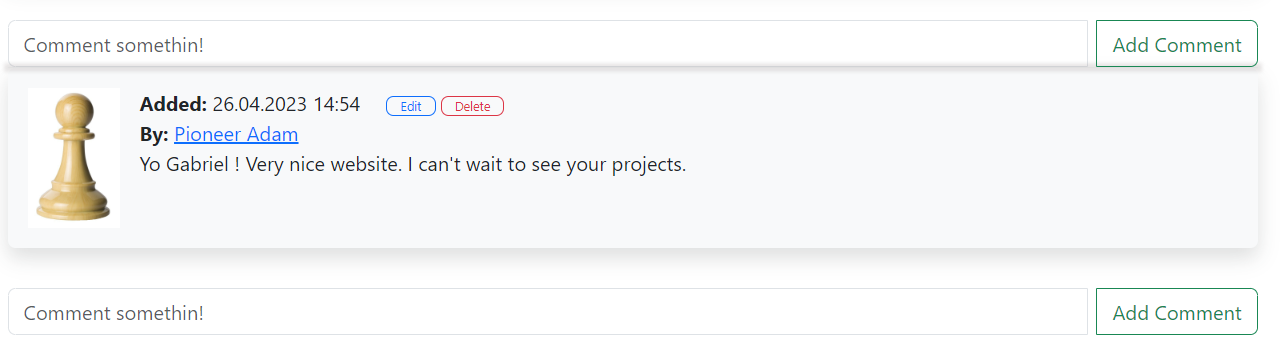 Comment somethin! Add Comment
Added: 26.04.2023 14:54 Edit Delete
By: Pioneer Adam
Yo Gabriel ! Very nice website. I can't wait to see your projects.
Comment somethin! Add Comment